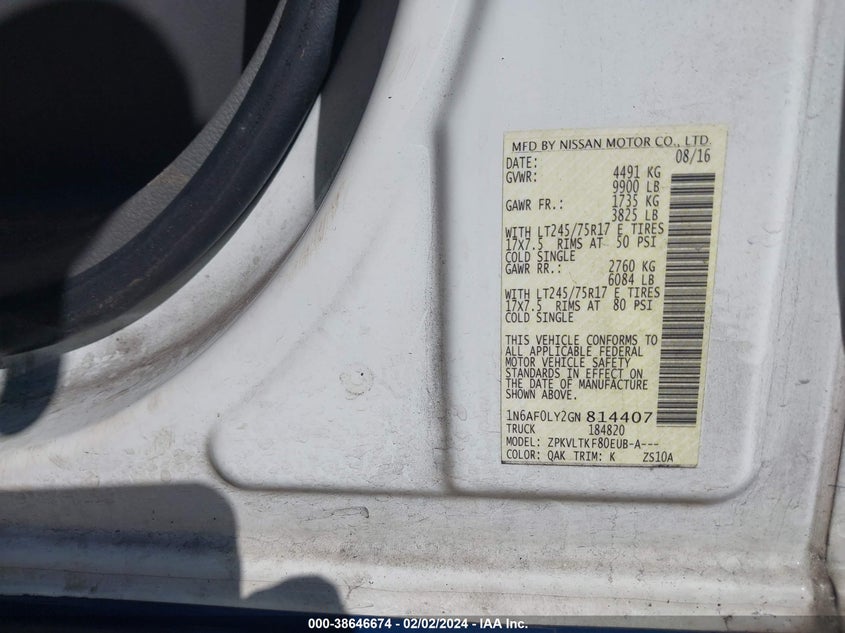 MFD BY NISSAN MOTOR CO., LTD.
DATE: 08/16
GVWR: 4491 KG
9900 LB
GAWR FR.: 1735 KG
3825 LB
WITH LT245/75R17 E TIRES
17X7.5 RIMS AT 50 PSI
COLD SINGLE
GAWR RR.: 2760 KG
6084 LB
WITH LT245/75R17 E TIRES
17X7.5 RIMS AT 80 PSI
COLD SINGLE
THIS VEHICLE CONFORMS TO
ALL APPLICABLE FEDERAL
MOTOR VEHICLE SAFETY
STANDARDS IN EFFECT ON
THE DATE OF MANUFACTURE
SHOWN ABOVE.
1N6AF0LY2GN 814407
TRUCK 184820
MODEL: ZPKVLTKF80EUB-A---
COLOR: QAK TRIM: K ZS10A
000-38646674 - 02/02/2024 - IAA Inc.